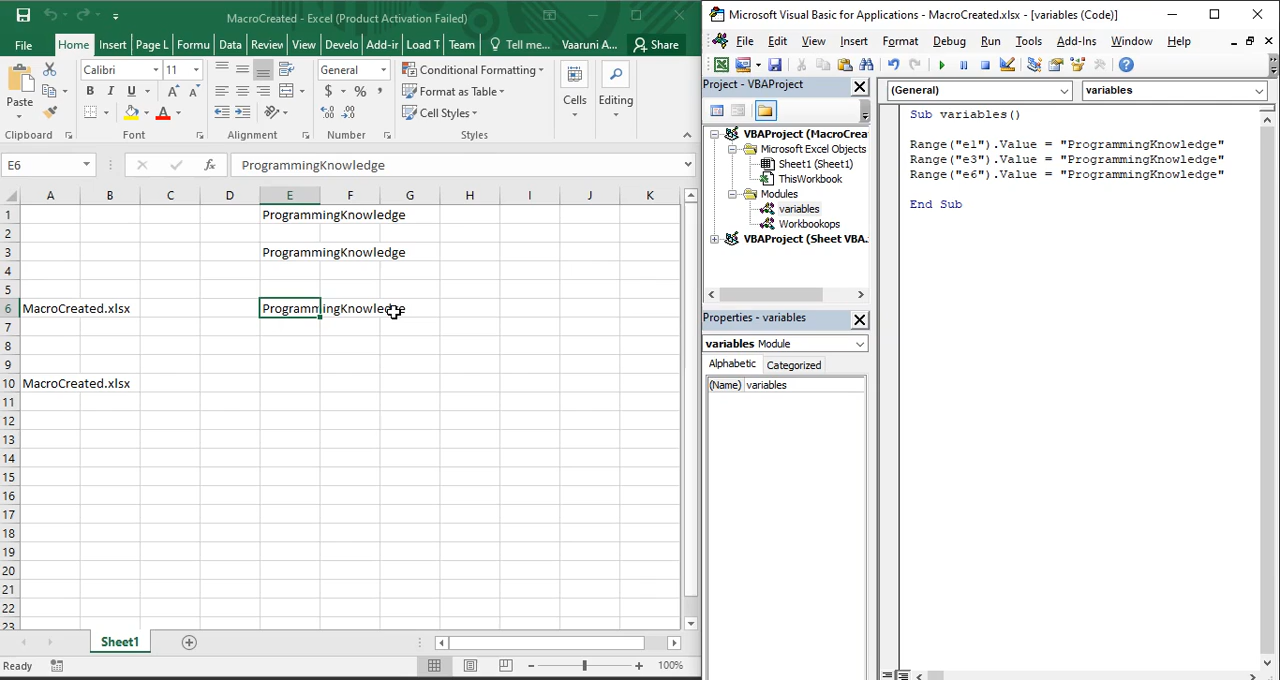 MacroCreated - Excel (Product Activation Failed)
File Home Insert Page L Formu Data Review View Develo Add-ir Load T Team Tell me... Vaaruni A... Share
Paste
Calibri 11
B I U
A A
General
$ % ,
Conditional Formatting
Format as Table
Cell Styles
Cells
Editing
Clipboard Font Alignment Number Styles
E6 fx ProgrammingKnowledge
A B C D E F G H I J K
1 ProgrammingKnowledge
2
3 ProgrammingKnowledge
4
5
6 MacroCreated.xlsx ProgrammingKnowledge
7
8
9
10 MacroCreated.xlsx
11
12
13
14
15
16
17
18
19
20
21
22
23
Sheet1
Ready 100%
Microsoft Visual Basic for Applications - MacroCreated.xlsx - [variables (Code)]
File Edit View Insert Format Debug Run Tools Add-Ins Window Help
Project - VBAProject
VBAProject (MacroCrea
Microsoft Excel Objects
Sheet1 (Sheet1)
ThisWorkbook
Modules
variables
Workbookops
VBAProject (Sheet VBA.
Properties - variables
variables Module
Alphabetic Categorized
(Name) variables
(General) variables
Sub variables()
Range("e1").Value = "ProgrammingKnowledge"
Range("e3").Value = "ProgrammingKnowledge"
Range("e6").Value = "ProgrammingKnowledge"
End Sub